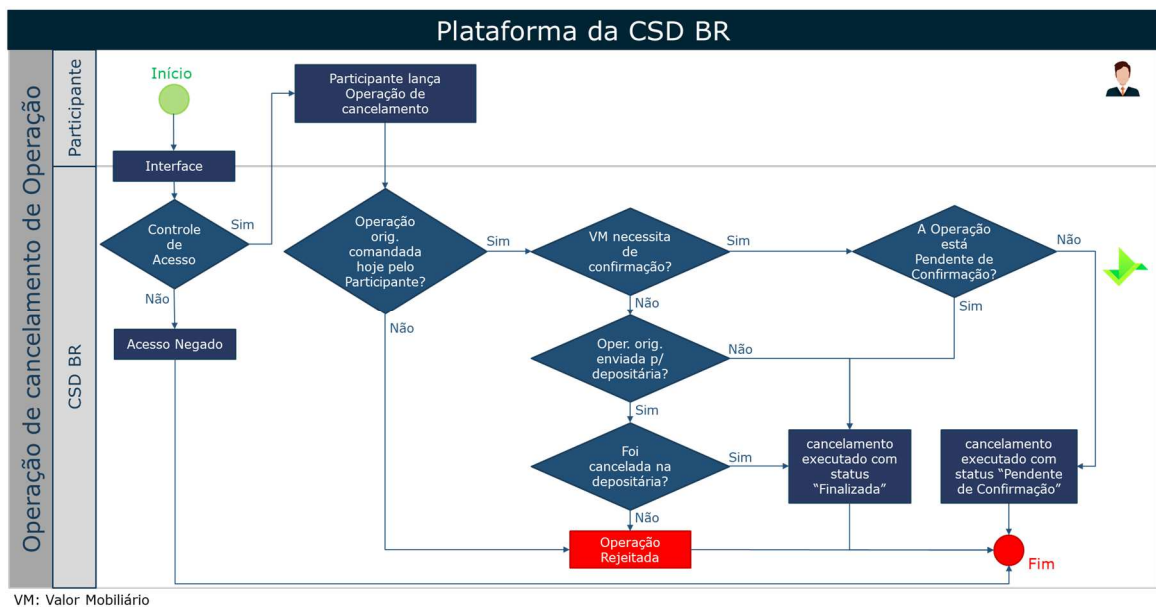 Plataforma da CSD BR
Operação de cancelamento de Operação
Participante
CSD BR
Início
Interface
Controle
de
Acesso
Sim
Não
Acesso Negado
Participante lança
Operação de
cancelamento
Operação
orig.
comandada
hoje pelo
Participante?
Sim
Não
VM necessita
de
confirmação?
Sim
Não
A Operação
está
Pendente de
Confirmação?
Não
Sim
Oper. orig.
enviada p/
depositária?
Não
Sim
Foi
cancelada na
depositária?
Sim
Não
cancelamento
executado com
status
“Finalizada”
cancelamento
executado com
status “Pendente
de Confirmação”
Operação
Rejeitada
Fim
VM: Valor Mobiliário